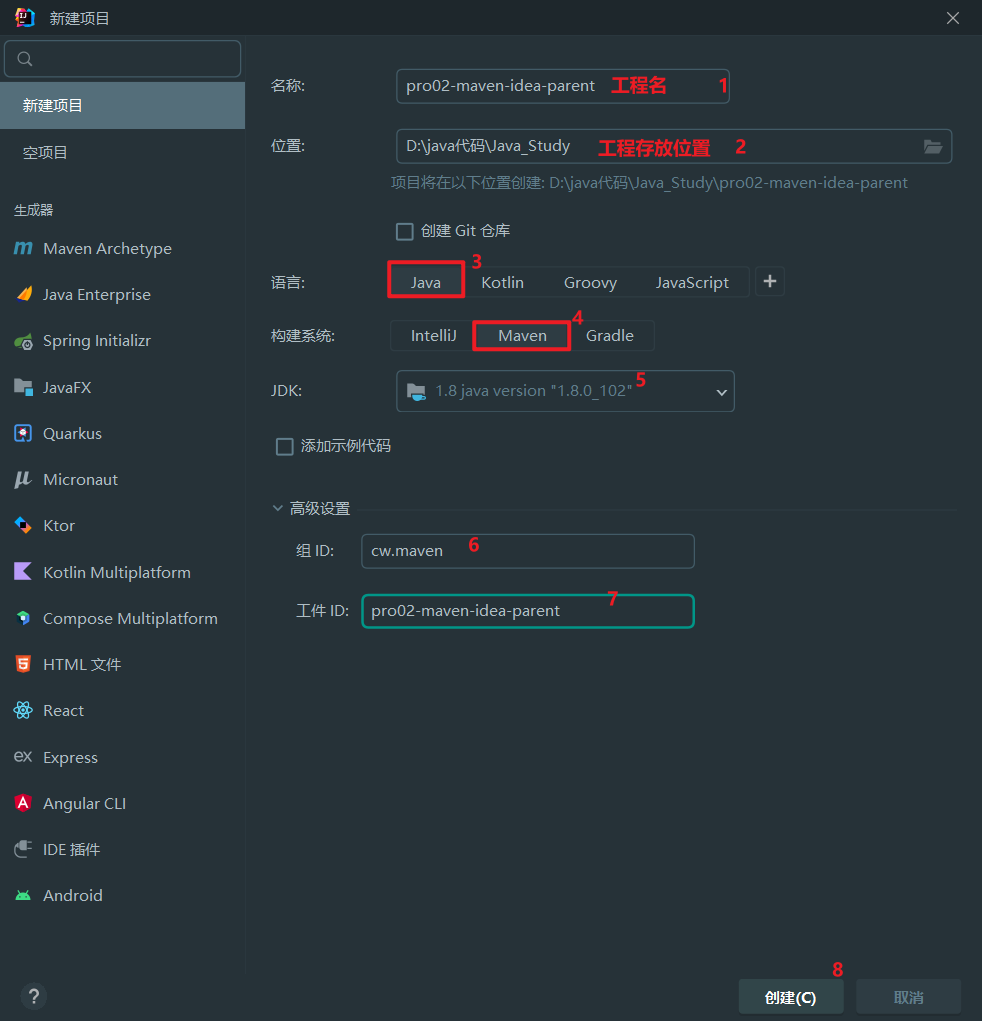 新建项目
新建项目
空项目
生成器
Maven Archetype
Java Enterprise
Spring Initializr
JavaFX
Quarkus
Micronaut
Ktor
Kotlin Multiplatform
Compose Multiplatform
HTML 文件
React
Express
Angular CLI
IDE 插件
Android
名称: pro02-maven-idea-parent 工程名 1
位置: D:\java代码\Java_Study 工程存放位置 2
项目将在以下位置创建: D:\java代码\Java_Study\pro02-maven-idea-parent
创建 Git 仓库
语言: Java 3 Kotlin Groovy JavaScript +
构建系统: IntelliJ Maven 4 Gradle
JDK: 1.8 java version "1.8.0_102" 5
添加示例代码
高级设置
组 ID: cw.maven 6
工件 ID: pro02-maven-idea-parent 7
8
? 创建(C) 取消